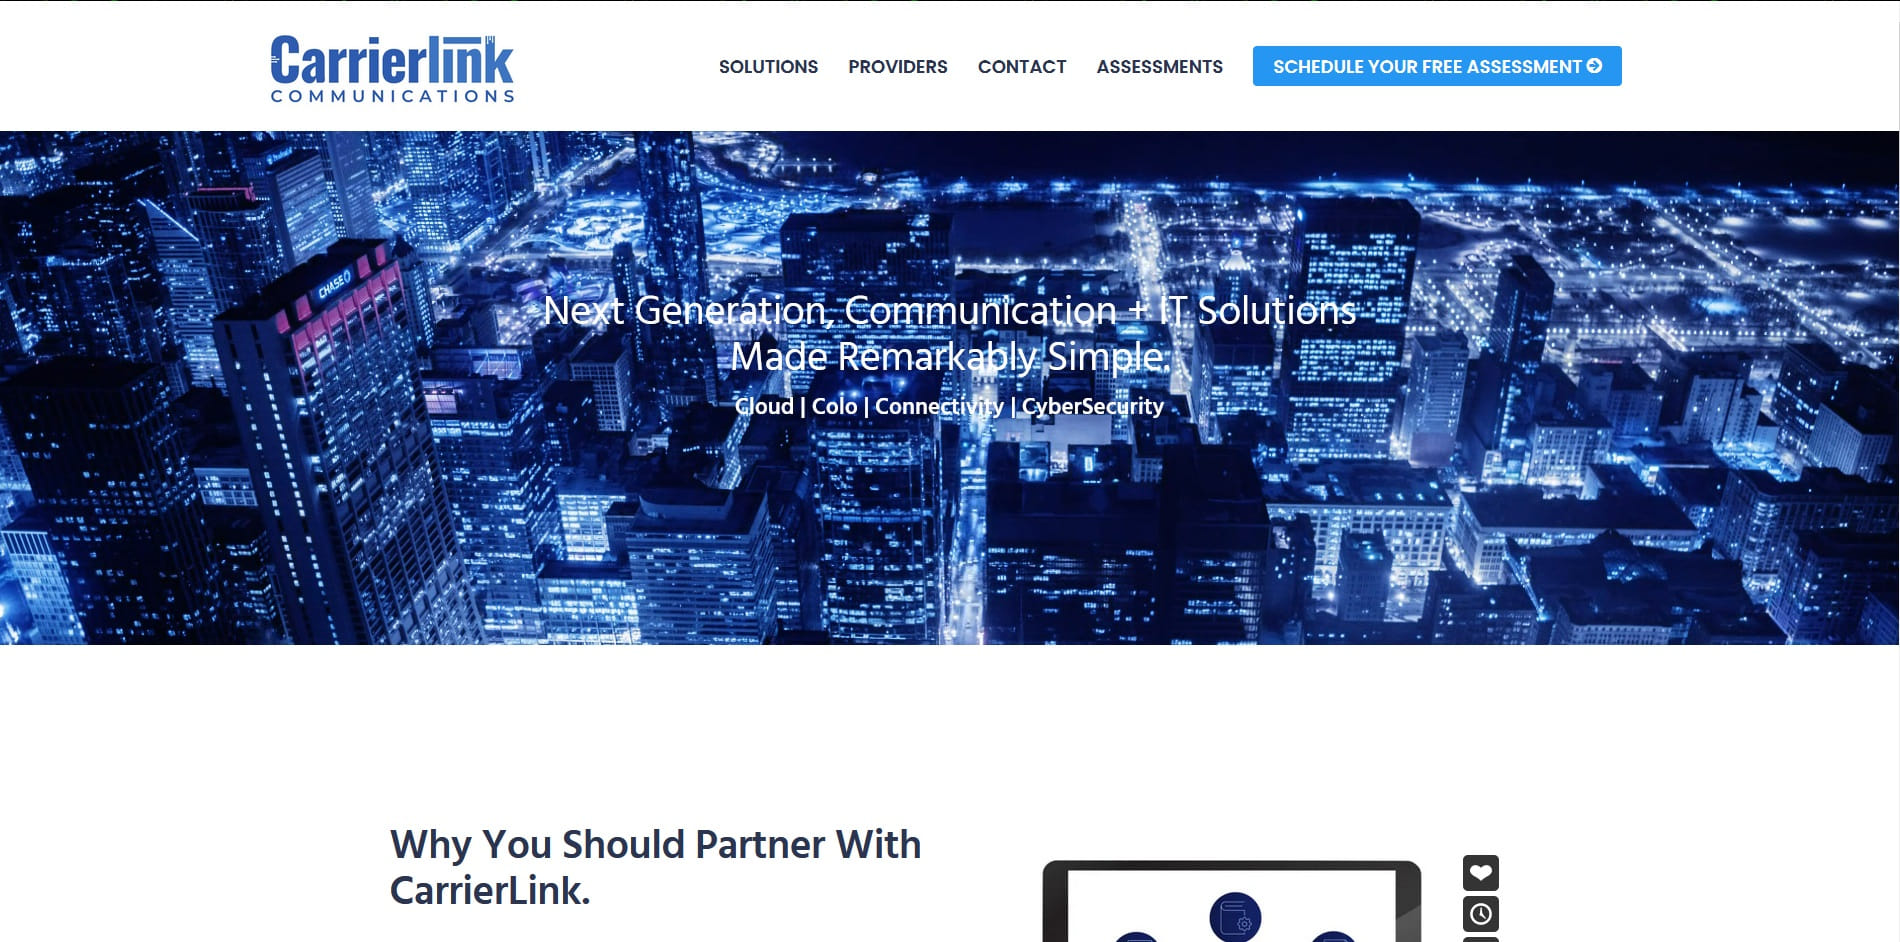 Carrierlink
COMMUNICATIONS
SOLUTIONS
PROVIDERS
CONTACT
ASSESSMENTS
SCHEDULE YOUR FREE ASSESSMENT
CHASE
Next Generation, Communication + IT Solutions
Made Remarkably Simple.
Cloud | Colo | Connectivity | CyberSecurity
Why You Should Partner With
CarrierLink.